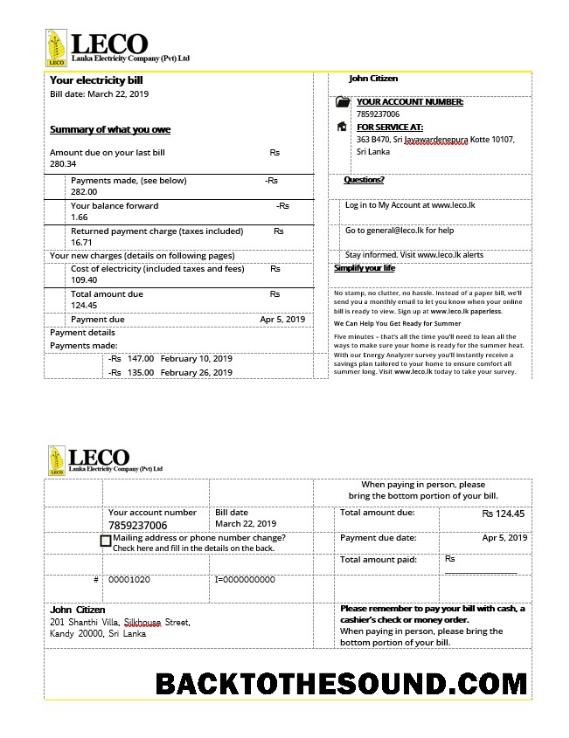 LECO
Lanka Electricity Company (Pvt) Ltd
Your electricity bill
Bill date: March 22, 2019
Summary of what you owe
Amount due on your last bill Rs
280.34
Payments made, (see below) -Rs
282.00
Your balance forward -Rs
1.66
Returned payment charge (taxes included) Rs
16.71
Your new charges (details on following pages)
Cost of electricity (included taxes and fees) Rs
109.40
Total amount due Rs
124.45
Payment due Apr 5, 2019
Payment details
Payments made:
-Rs 147.00 February 10, 2019
-Rs 135.00 February 26, 2019
John Citizen
YOUR ACCOUNT NUMBER:
7859237006
FOR SERVICE AT:
363 B470, Sri Jayawardenepura Kotte 10107,
Sri Lanka
Questions?
Log in to My Account at www.leco.lk
Go to general@leco.lk for help
Stay informed. Visit www.leco.lk alerts
Simplify your life
No stamp, no clutter, no hassle. Instead of a paper bill, we'll
send you a monthly email to let you know when your online
bill is ready to view. Sign up at www.leco.lk paperless.
We Can Help You Get Ready for Summer
Five minutes – that's all the time you'll need to lean all the
ways to make sure your home is ready for the summer heat.
With our Energy Analyzer survey you'll instantly receive a
savings plan tailored to your home to ensure comfort all
summer long. Visit www.leco.lk today to take your survey.
LECO
Lanka Electricity Company (Pvt) Ltd
When paying in person, please
bring the bottom portion of your bill.
Your account number Bill date Total amount due: Rs 124.45
7859237006 March 22, 2019
Mailing address or phone number change? Payment due date: Apr 5, 2019
Check here and fill in the details on the back.
Total amount paid: Rs
# 00001020 I=0000000000
John Citizen
201 Shanthi Villa, Silkhouse Street,
Kandy 20000, Sri Lanka
Please remember to pay your bill with cash, a
cashier's check or money order.
When paying in person, please bring the
bottom portion of your bill.
BACKTOTHESOUND.COM